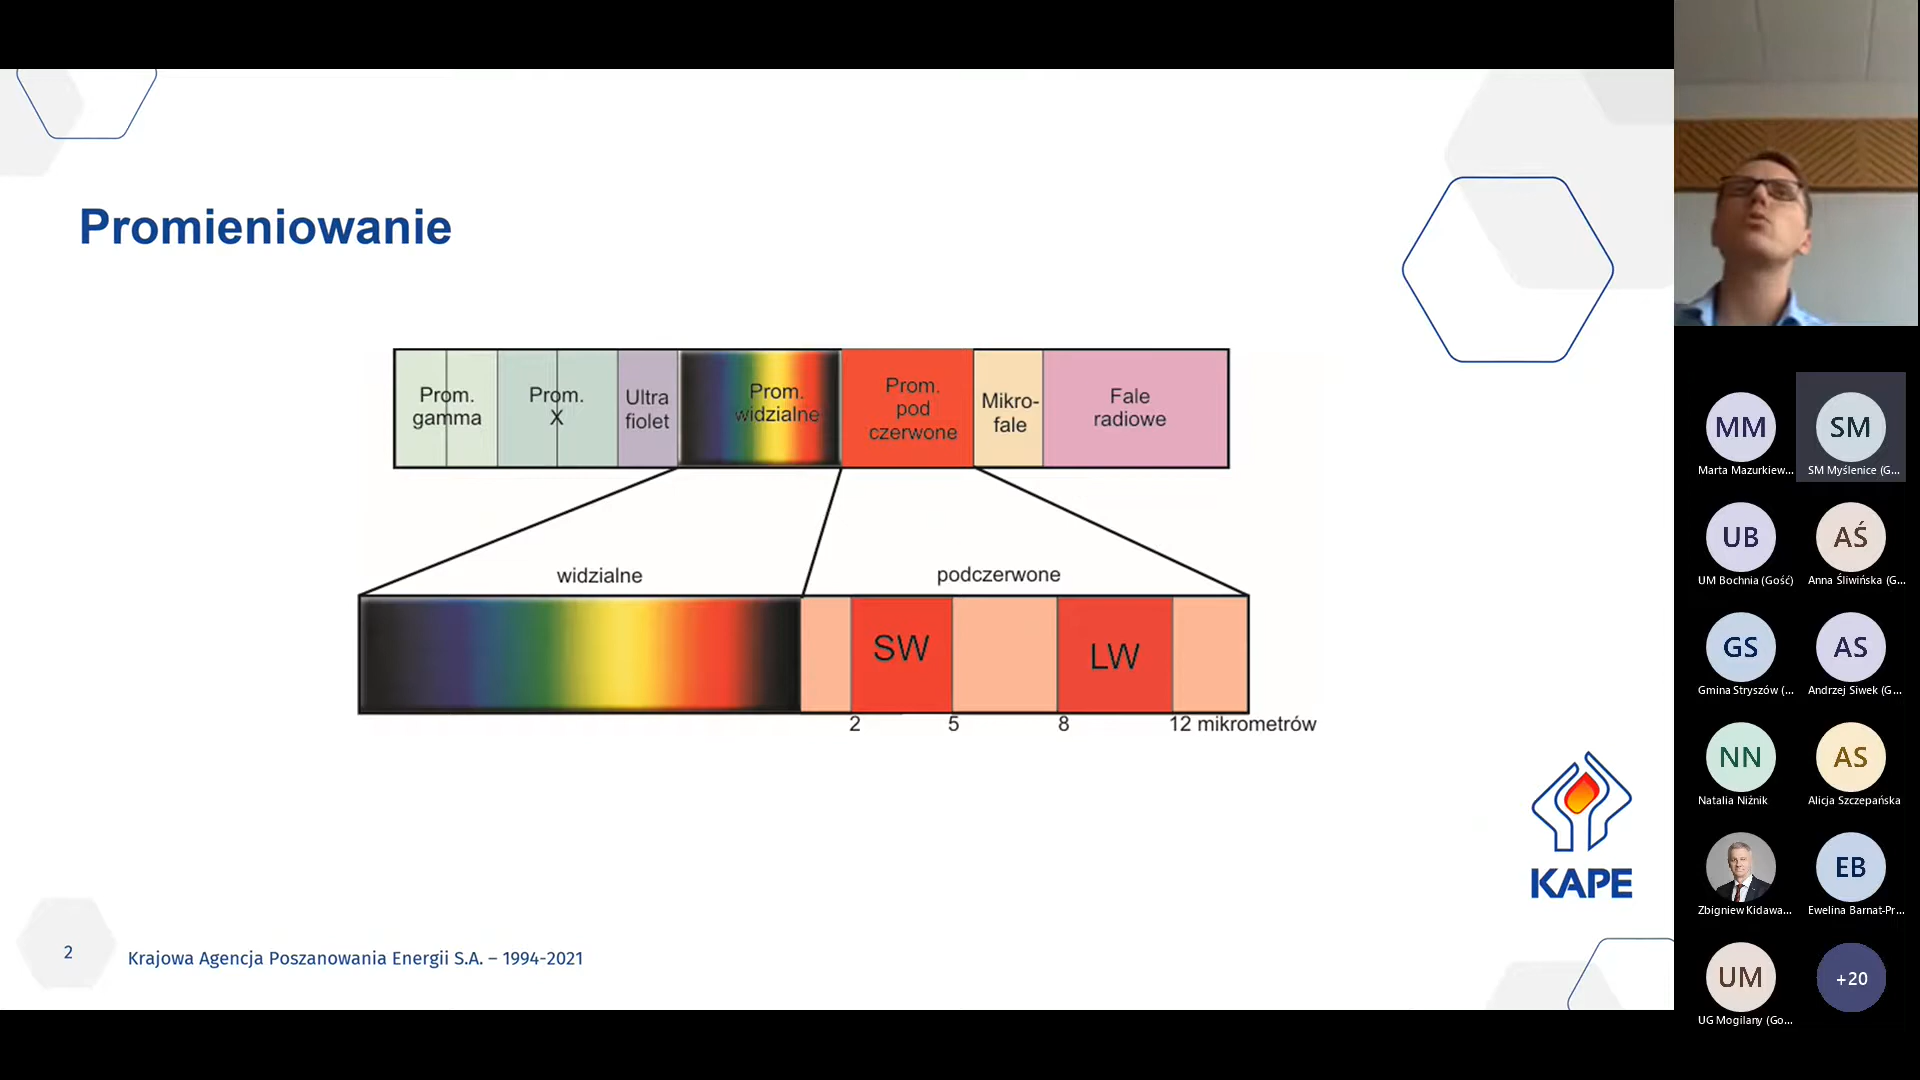 Promieniowanie
Prom.
gamma
Prom.
X
Ultra
fiolet
Prom.
widzialne
Prom.
pod
czerwone
Mikro-
fale
Fale
radiowe
widzialne
podczerwone
SW
LW
2
5
8
12 mikrometrów
KAPE
2
Krajowa Agencja Poszanowania Energii S.A. – 1994-2021
MM
Marta Mazurkiew...
SM
SM Myślenice (G...
UB
UM Bochnia (Gość)
AŚ
Anna Śliwińska (G...
GS
Gmina Stryszów (...
AS
Andrzej Siwek (G...
NN
Natalia Niźnik
AS
Alicja Szczepańska
Zbigniew Kidawa...
EB
Ewelina Barnat-Pr...
UM
UG Mogilany (Go...
+20